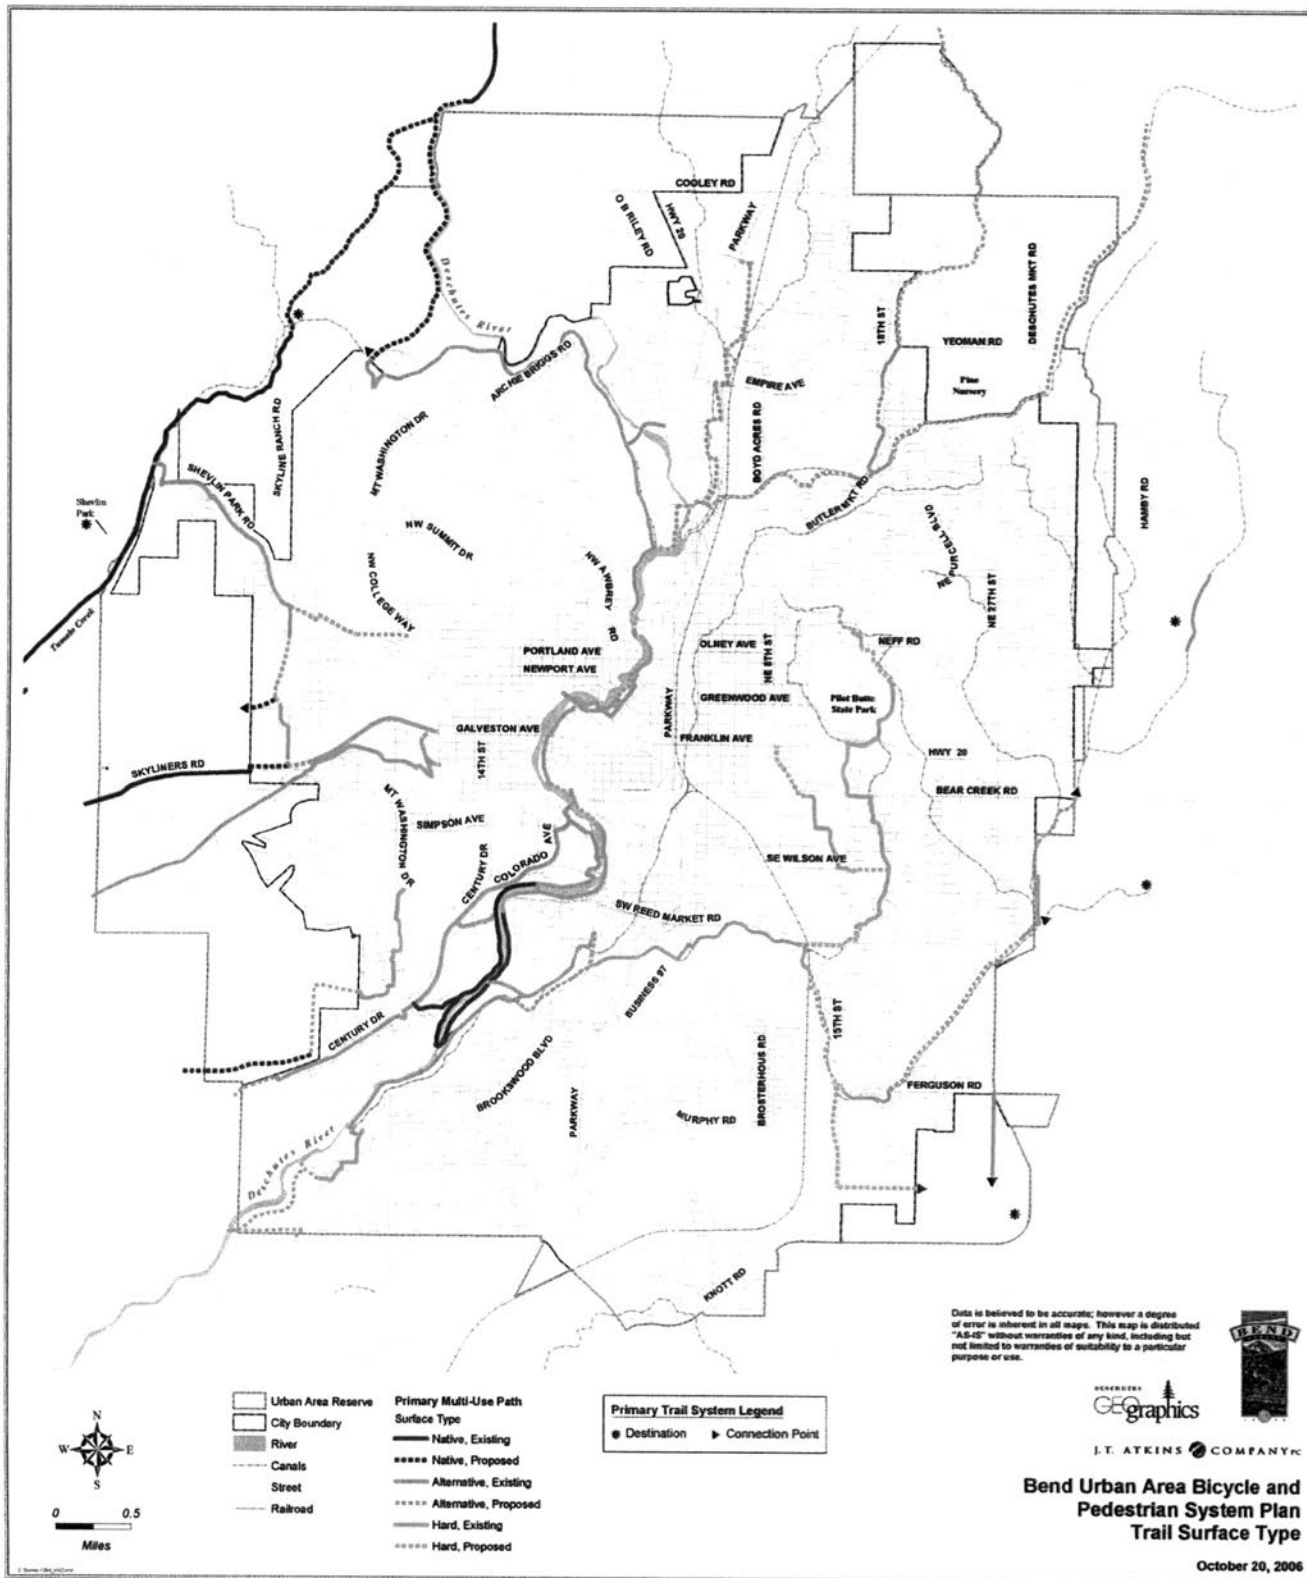 COOLEY RD
O B RILEY RD
HWY 20
PARKWAY
Deschutes River
DESCHUTES MKT RD
18TH ST
YEOMAN RD
Pine
Nursery
ARCHIE BRIGGS RD
EMPIRE AVE
SKYLINE RANCH RD
MT WASHINGTON DR
BOYD ACRES RD
SHEVLIN PARK RD
Shevlin
Park
BUTLER MKT RD
HAMBY RD
NW SUMMIT DR
NE PURCELL BLVD
NW COLLEGE WAY
NW AWBREY RD
NE 27TH ST
Tumalo Creek
PORTLAND AVE
NEWPORT AVE
OLNEY AVE
NE 8TH ST
NEFF RD
GREENWOOD AVE
Pilot Butte
State Park
PARKWAY
GALVESTON AVE
FRANKLIN AVE
14TH ST
HWY 20
SKYLINERS RD
BEAR CREEK RD
MT WASHINGTON DR
SIMPSON AVE
CENTURY DR
COLORADO AVE
SE WILSON AVE
SW REED MARKET RD
BUSINESS 97
15TH ST
CENTURY DR
BROOKSWOOD BLVD
PARKWAY
BROSTERHOUS RD
FERGUSON RD
MURPHY RD
Deschutes River
KNOTT RD
Data is believed to be accurate; however a degree
of error is inherent in all maps. This map is distributed
"AS-IS" without warranties of any kind, including but
not limited to warranties of suitability to a particular
purpose or use.
BEND
DESCHUTES
GEOgraphics
J.T. ATKINS COMPANY PC
Bend Urban Area Bicycle and
Pedestrian System Plan
Trail Surface Type
October 20, 2006
N
W E
S
0 0.5
Miles
Urban Area Reserve
City Boundary
River
Canals
Street
Railroad
Primary Multi-Use Path
Surface Type
Native, Existing
Native, Proposed
Alternative, Existing
Alternative, Proposed
Hard, Existing
Hard, Proposed
Primary Trail System Legend
Destination
Connection Point